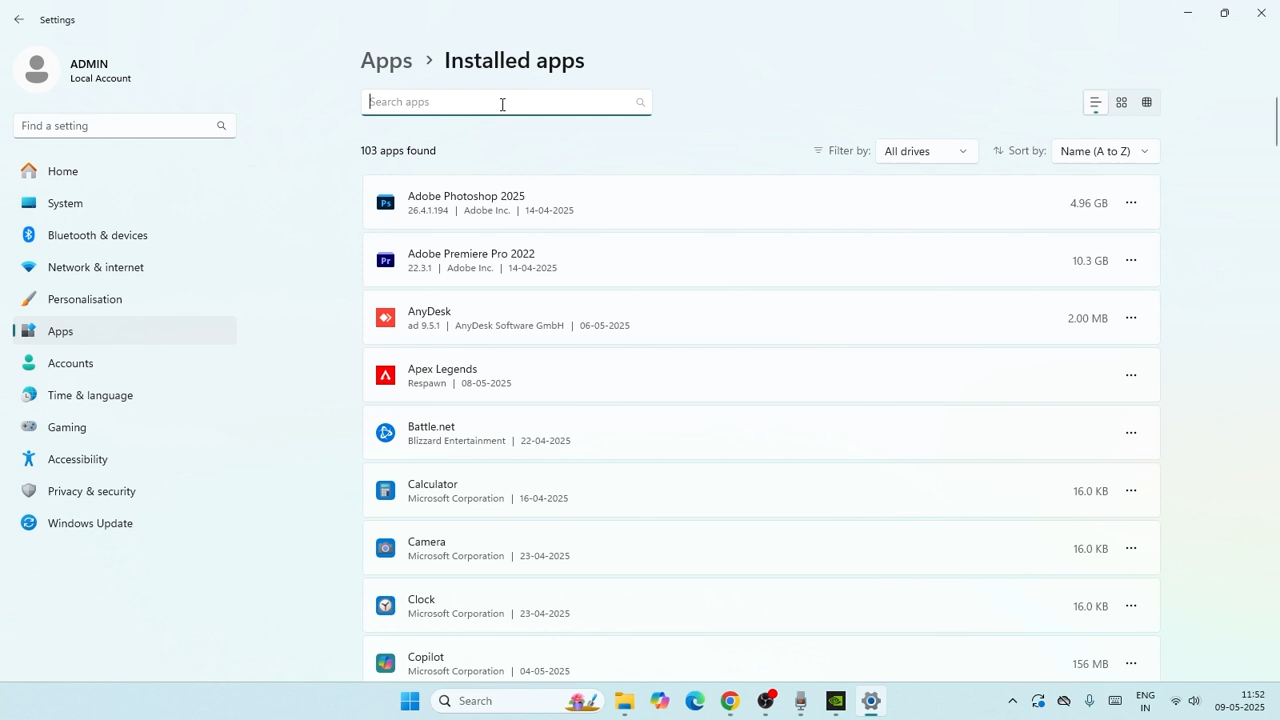 Settings
ADMIN
Local Account
Find a setting
Home
System
Bluetooth & devices
Network & internet
Personalisation
Apps
Accounts
Time & language
Gaming
Accessibility
Privacy & security
Windows Update
Apps > Installed apps
Search apps
103 apps found
Filter by: All drives
Sort by: Name (A to Z)
Adobe Photoshop 2025
26.4.1.194 | Adobe Inc. | 14-04-2025
4.96 GB
Adobe Premiere Pro 2022
22.3.1 | Adobe Inc. | 14-04-2025
10.3 GB
AnyDesk
ad 9.5.1 | AnyDesk Software GmbH | 06-05-2025
2.00 MB
Apex Legends
Respawn | 08-05-2025
Battle.net
Blizzard Entertainment | 22-04-2025
Calculator
Microsoft Corporation | 16-04-2025
16.0 KB
Camera
Microsoft Corporation | 23-04-2025
16.0 KB
Clock
Microsoft Corporation | 23-04-2025
16.0 KB
Copilot
Microsoft Corporation | 04-05-2025
156 MB
Search
ENG
IN
09-05-2025